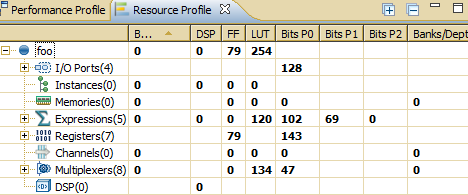 Performance Profile Resource Profile
B... DSP FF LUT Bits P0 Bits P1 Bits P2 Banks/Dept
foo 0 0 79 254
I/O Ports(4) 128
Instances(0) 0 0 0 0
Memories(0) 0 0 0 0 0
Expressions(5) 0 0 0 120 102 69 0
Registers(7) 79 143
Channels(0) 0 0 0 0 0
Multiplexers(8) 0 0 134 47 0
DSP(0) 0